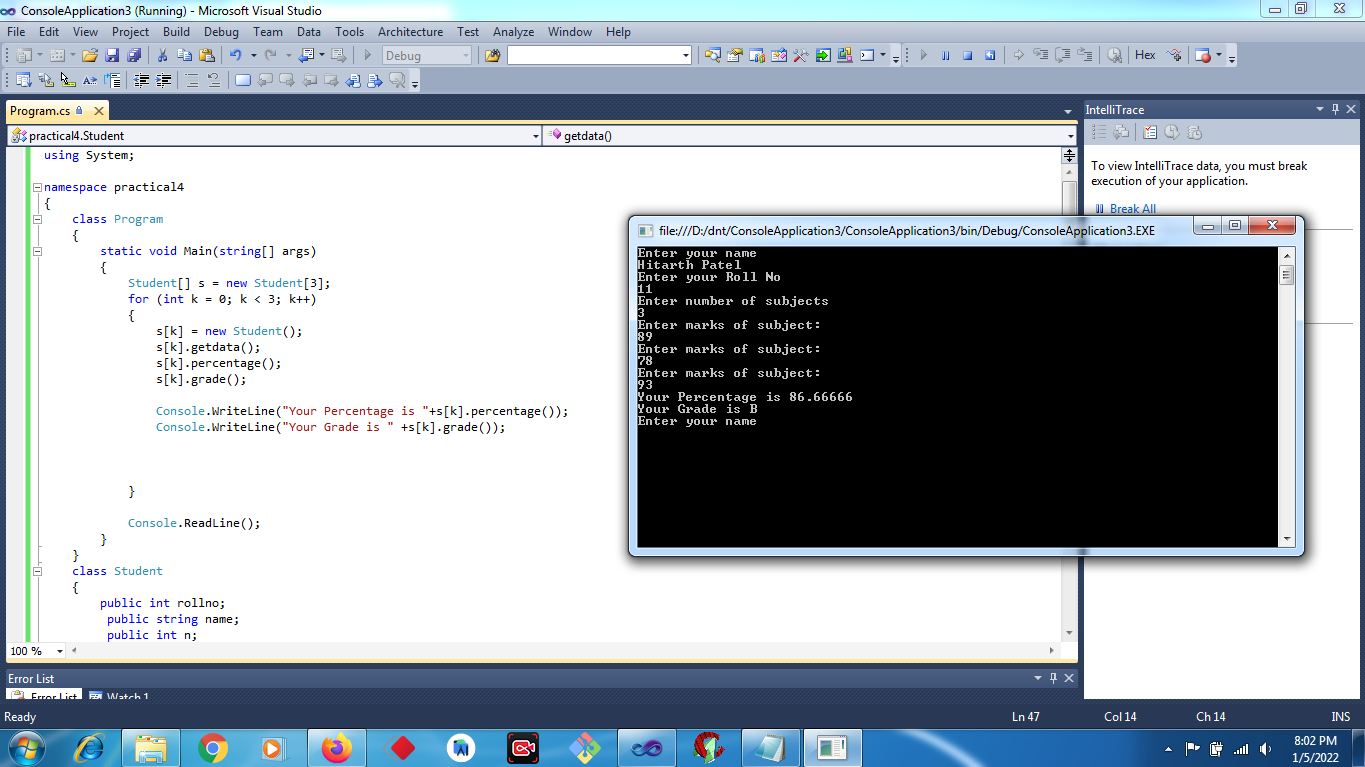 ConsoleApplication3 (Running) - Microsoft Visual Studio
File Edit View Project Build Debug Team Data Tools Architecture Test Analyze Window Help
Debug
Hex
Program.cs
practical4.Student
getdata()
using System;
namespace practical4
{
class Program
{
static void Main(string[] args)
{
Student[] s = new Student[3];
for (int k = 0; k < 3; k++)
{
s[k] = new Student();
s[k].getdata();
s[k].percentage();
s[k].grade();
Console.WriteLine("Your Percentage is "+s[k].percentage());
Console.WriteLine("Your Grade is " +s[k].grade());
}
Console.ReadLine();
}
}
class Student
{
public int rollno;
public string name;
public int n;
100 %
IntelliTrace
To view IntelliTrace data, you must break
execution of your application.
Break All
file:///D:/dnt/ConsoleApplication3/ConsoleApplication3/bin/Debug/ConsoleApplication3.EXE
Enter your name
Hitarth Patel
Enter your Roll No
11
Enter number of subjects
3
Enter marks of subject:
89
Enter marks of subject:
78
Enter marks of subject:
93
Your Percentage is 86.66666
Your Grade is B
Enter your name
Error List
Error List Watch 1
Ready
Ln 47 Col 14 Ch 14 INS
8:02 PM
1/5/2022